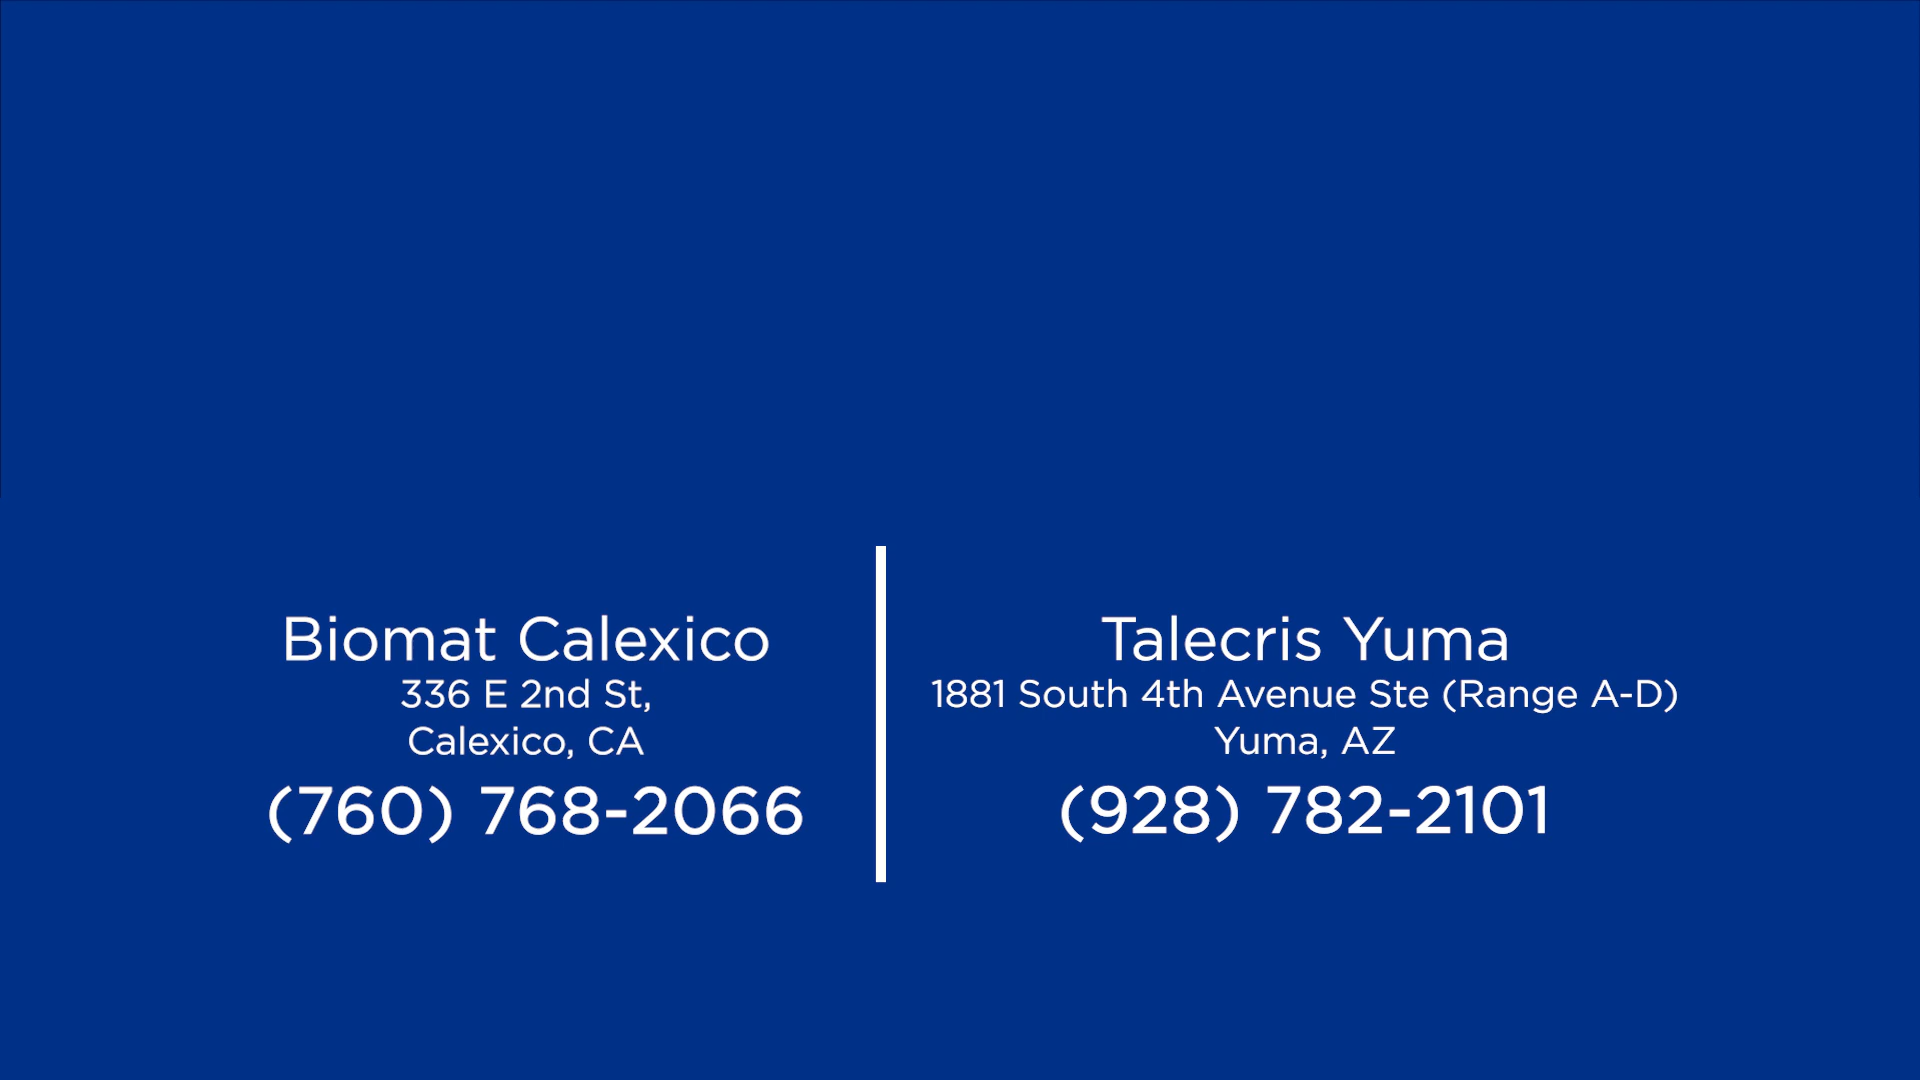 Biomat Calexico
336 E 2nd St,
Calexico, CA
(760) 768-2066
Talecris Yuma
1881 South 4th Avenue Ste (Range A-D)
Yuma, AZ
(928) 782-2101